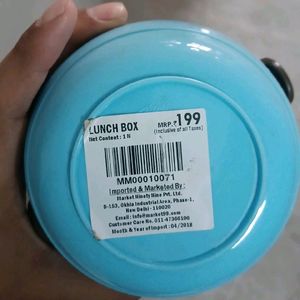 LUNCH BOX
MRP.₹199
Net Content: 1 N
(Inclusive of all Taxes)
MM00010071
Imported & Marketed By:
Market Ninety Nine Pvt. Ltd.
B-153, Okhla Industrial Area, Phase-1,
New Delhi-110020
Email: info@market99.com
Customer Care No. 011-47306106
Month & Year of Import: 04/2018